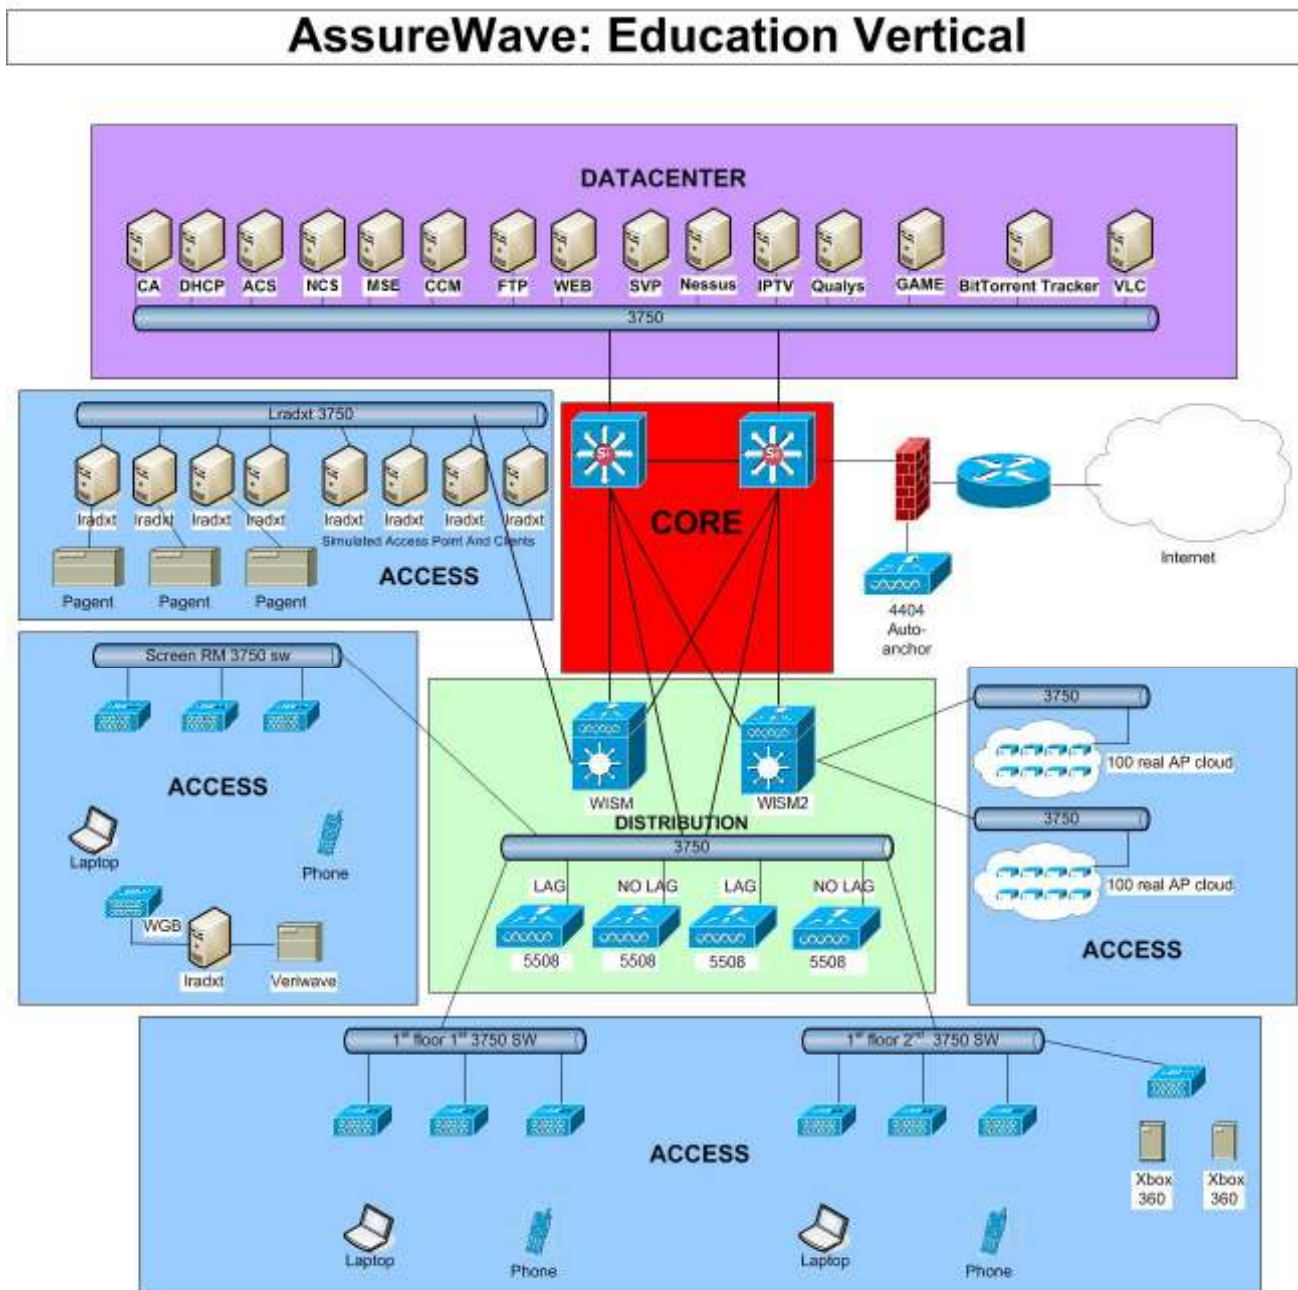 AssureWave: Education Vertical
DATACENTER
CA DHCP ACS NCS MSE CCM FTP WEB SVP Nessus IPTV Qualys GAME BitTorrent Tracker VLC
3750
Lradxt 3750
Iradxt Iradxt Iradxt Iradxt Iradxt Iradxt Iradxt Iradxt
Simulated Access Point And Clients
ACCESS
Pagent Pagent Pagent
Si Si
CORE
Internet
4404
Auto-
anchor
Screen RM 3750 sw
ACCESS
Laptop
Phone
WGB
Iradxt Veriwave
WISM WISM2
DISTRIBUTION
3750
LAG NO LAG LAG NO LAG
5508 5508 5508 5508
3750
100 real AP cloud
3750
100 real AP cloud
ACCESS
1st floor 1st 3750 SW
1st floor 2nd 3750 SW
ACCESS
Xbox
360
Xbox
360
Laptop
Phone
Laptop
Phone